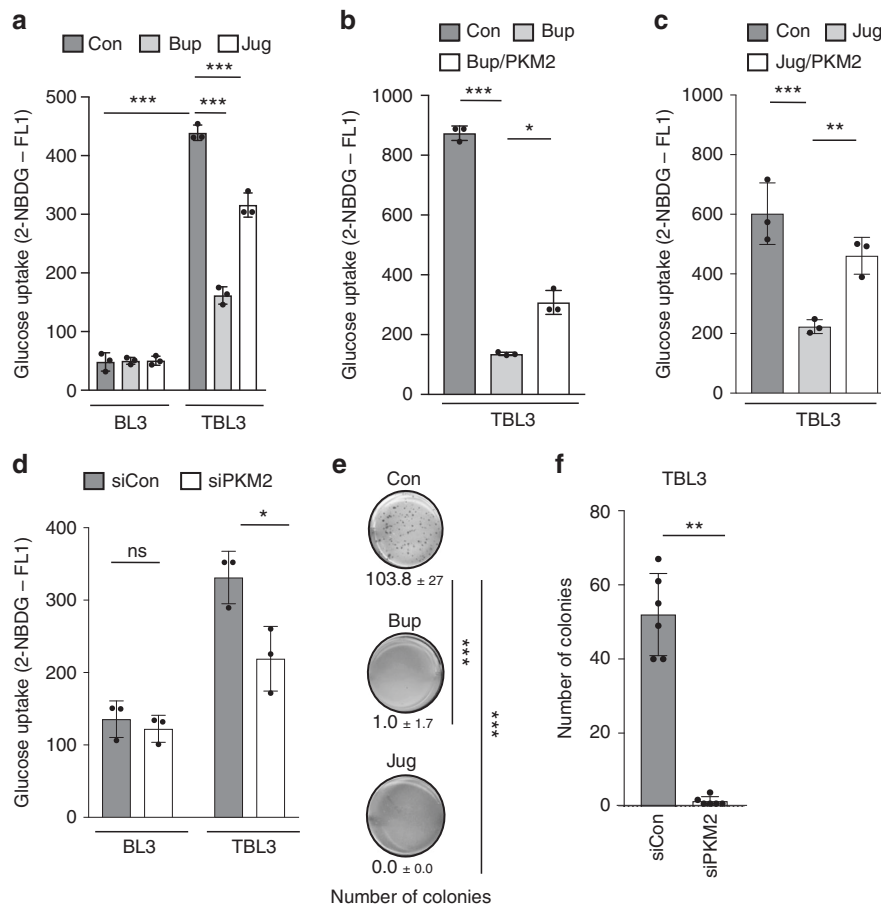 a
Con Bup Jug
Glucose uptake (2-NBDG – FL1)
500
400
300
200
100
0
***
***
***
BL3 TBL3
b
Con Bup
Bup/PKM2
Glucose uptake (2-NBDG – FL1)
1000
800
600
400
200
0
***
*
TBL3
c
Con Jug
Jug/PKM2
Glucose uptake (2-NBDG – FL1)
1000
800
600
400
200
0
***
**
TBL3
d
siCon siPKM2
Glucose uptake (2-NBDG – FL1)
400
300
200
100
0
ns
*
BL3 TBL3
e
Con
103.8 ± 27
Bup
1.0 ± 1.7
Jug
0.0 ± 0.0
***
***
Number of colonies
f
TBL3
Number of colonies
80
60
40
20
0
**
siCon
siPKM2